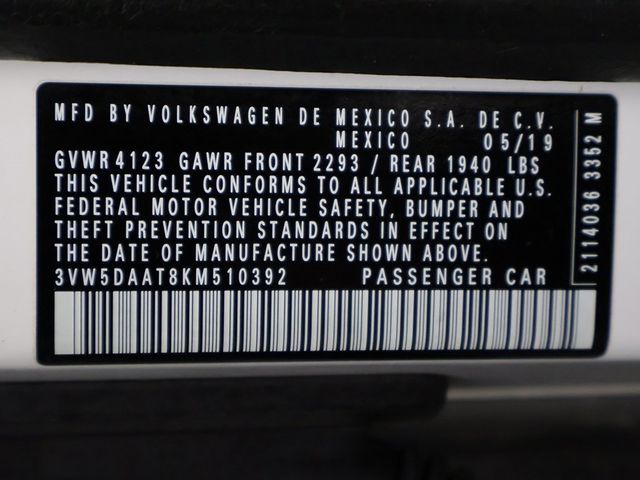 MFD BY VOLKSWAGEN DE MEXICO S.A. DE C.V.
MEXICO 05/19
GVWR 4123 GAWR FRONT 2293 / REAR 1940 LBS
THIS VEHICLE CONFORMS TO ALL APPLICABLE U.S.
FEDERAL MOTOR VEHICLE SAFETY, BUMPER AND
THEFT PREVENTION STANDARDS IN EFFECT ON
THE DATE OF MANUFACTURE SHOWN ABOVE.
3VW5DAAT8KM510392 PASSENGER CAR
2114036 3352 M